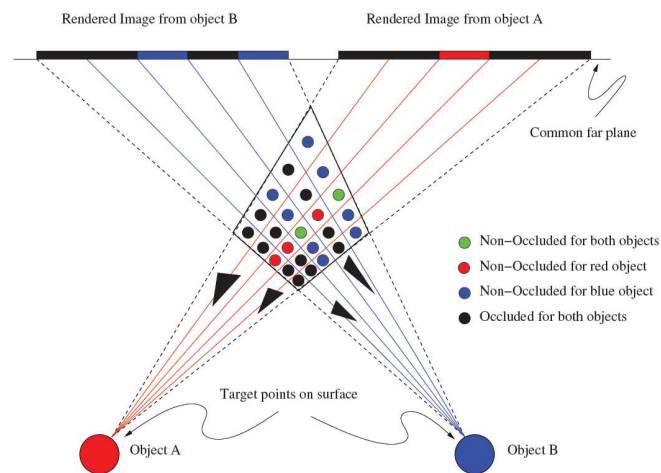 Rendered Image from object B
Rendered Image from object A
Common far plane
Non−Occluded for both objects
Non−Occluded for red object
Non−Occluded for blue object
Occluded for both objects
Target points on surface
Object A
Object B